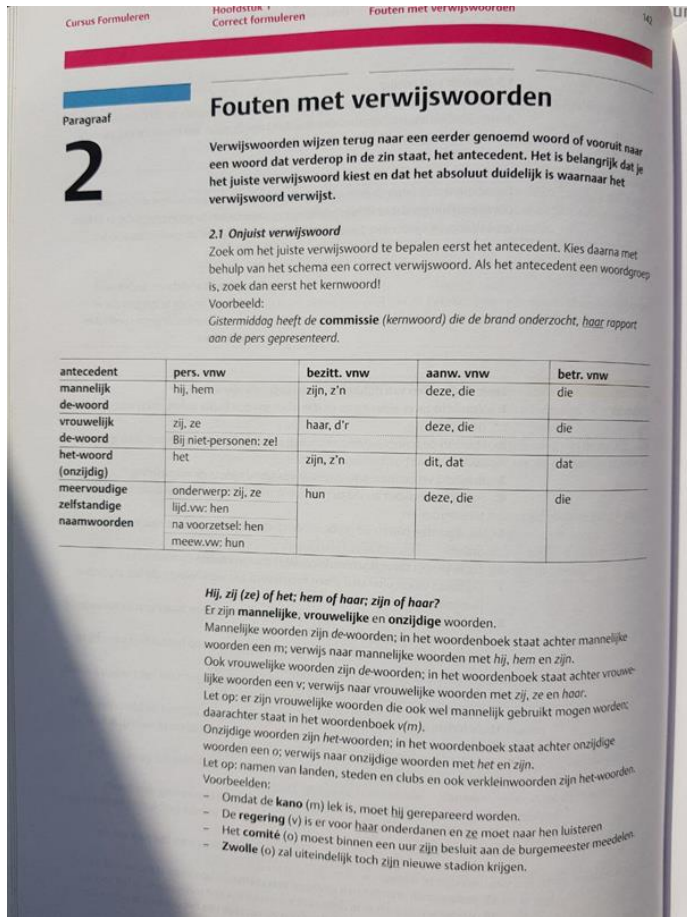 Cursus Formuleren
Hoofdstuk 1
Correct formuleren
Fouten met verwijswoorden
142
Paragraaf
2
Fouten met verwijswoorden
Verwijswoorden wijzen terug naar een eerder genoemd woord of vooruit naar
een woord dat verderop in de zin staat, het antecedent. Het is belangrijk dat je
het juiste verwijswoord kiest en dat het absoluut duidelijk is waarnaar het
verwijswoord verwijst.
2.1 Onjuist verwijswoord
Zoek om het juiste verwijswoord te bepalen eerst het antecedent. Kies daarna met
behulp van het schema een correct verwijswoord. Als het antecedent een woordgroep
is, zoek dan eerst het kernwoord!
Voorbeeld:
Gistermiddag heeft de commissie (kernwoord) die de brand onderzocht, haar rapport
aan de pers gepresenteerd.
antecedent pers. vnw bezitt. vnw aanw. vnw betr. vnw
mannelijk hij, hem zijn, z'n deze, die die
de-woord
vrouwelijk zij, ze haar, d'r deze, die die
de-woord Bij niet-personen: ze!
het-woord het zijn, z'n dit, dat dat
(onzijdig)
meervoudige onderwerp: zij, ze hun deze, die die
zelfstandige lijd.vw: hen
naamwoorden na voorzetsel: hen
meew.vw: hun
Hij, zij (ze) of het; hem of haar; zijn of haar?
Er zijn mannelijke, vrouwelijke en onzijdige woorden.
Mannelijke woorden zijn de-woorden; in het woordenboek staat achter mannelijke
woorden een m; verwijs naar mannelijke woorden met hij, hem en zijn.
Ook vrouwelijke woorden zijn de-woorden; in het woordenboek staat achter vrouwe-
lijke woorden een v; verwijs naar vrouwelijke woorden met zij, ze en haar.
Let op: er zijn vrouwelijke woorden die ook wel mannelijk gebruikt mogen worden;
daarachter staat in het woordenboek v(m).
Onzijdige woorden zijn het-woorden; in het woordenboek staat achter onzijdige
woorden een o; verwijs naar onzijdige woorden met het en zijn.
Let op: namen van landen, steden en clubs en ook verkleinwoorden zijn het-woorden.
Voorbeelden:
– Omdat de kano (m) lek is, moet hij gerepareerd worden.
– De regering (v) is er voor haar onderdanen en ze moet naar hen luisteren
– Het comité (o) moest binnen een uur zijn besluit aan de burgemeester meedelen.
– Zwolle (o) zal uiteindelijk toch zijn nieuwe stadion krijgen.